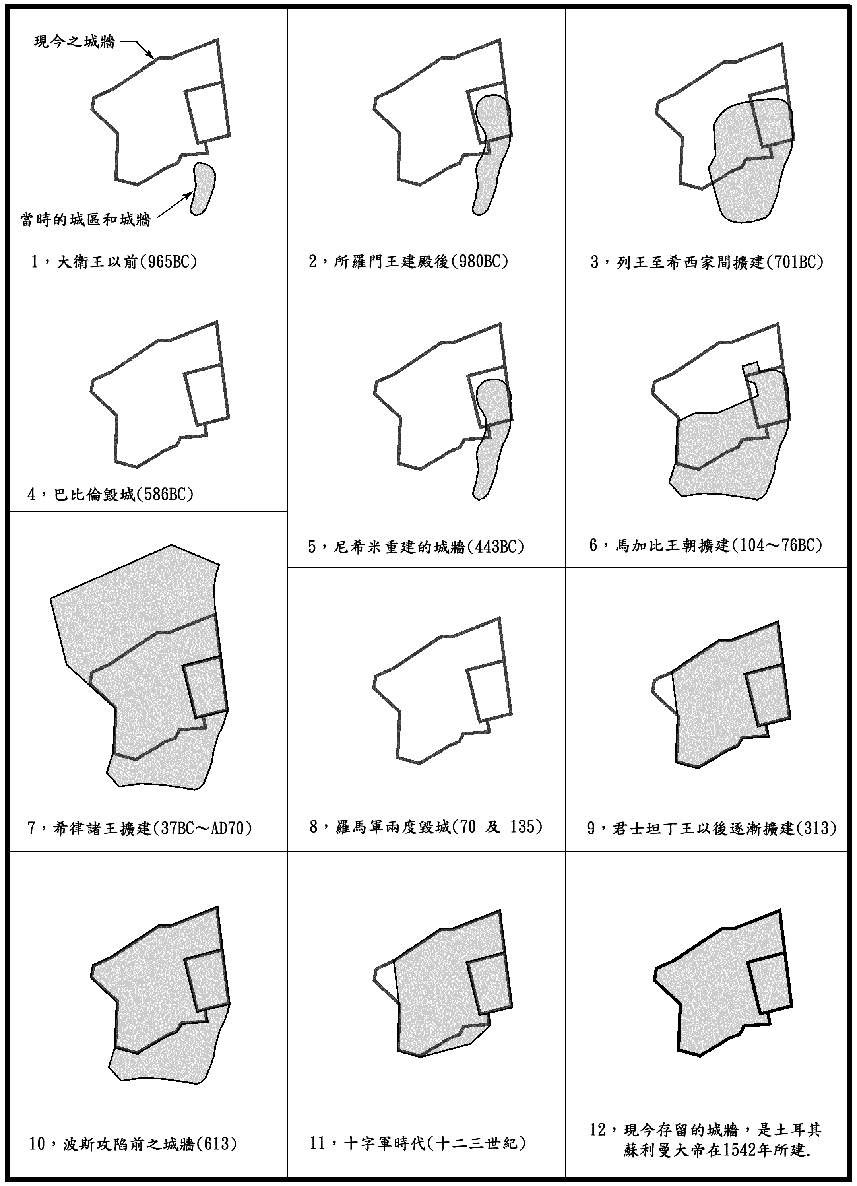 現今之城牆
當時的城區和城牆
1，大衛王以前(965BC)
2，所羅門王建殿後(980BC)
3，列王至希西家間擴建(701BC)
4，巴比倫毀城(586BC)
5，尼希米重建的城牆(443BC)
6，馬加比王朝擴建(104～76BC)
7，希律諸王擴建(37BC～AD70)
8，羅馬軍兩度毀城(70 及 135)
9，君士坦丁王以後逐漸擴建(313)
10，波斯攻陷前之城牆(613)
11，十字軍時代(十二三世紀)
12，現今存留的城牆，是土耳其
蘇利曼大帝在1542年所建.